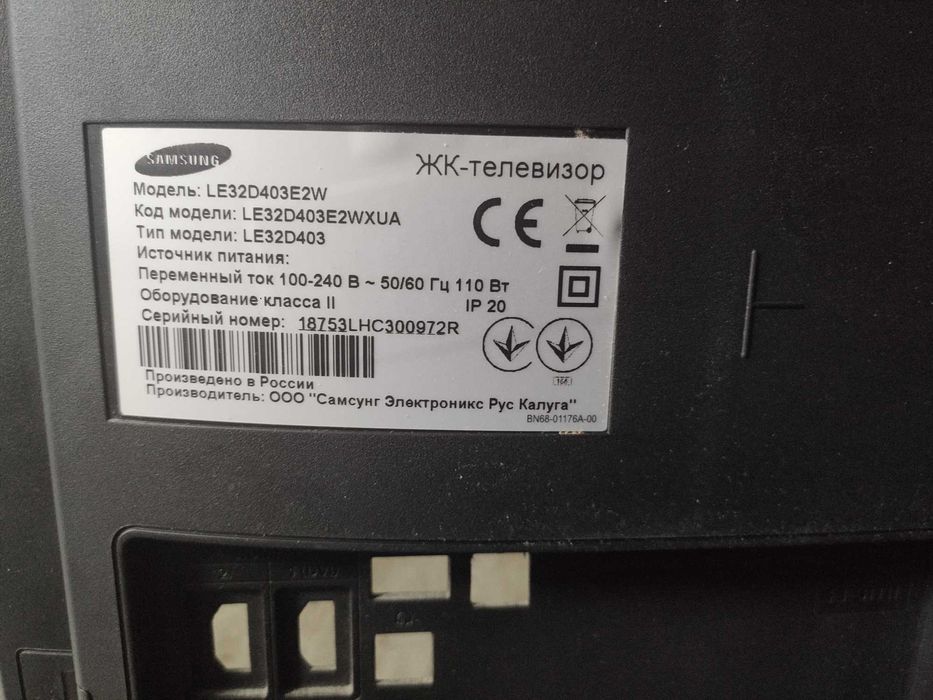 SAMSUNG
ЖК-телевизор
Модель: LE32D403E2W
Код модели: LE32D403E2WXUA
Тип модели: LE32D403
Источник питания:
Переменный ток 100-240 В ~ 50/60 Гц 110 Вт
Оборудование класса II
IP 20
Серийный номер: 18753LHC300972R
Произведено в России
Производитель: ООО "Самсунг Электроникс Рус Калуга"
BN68-01176A-00